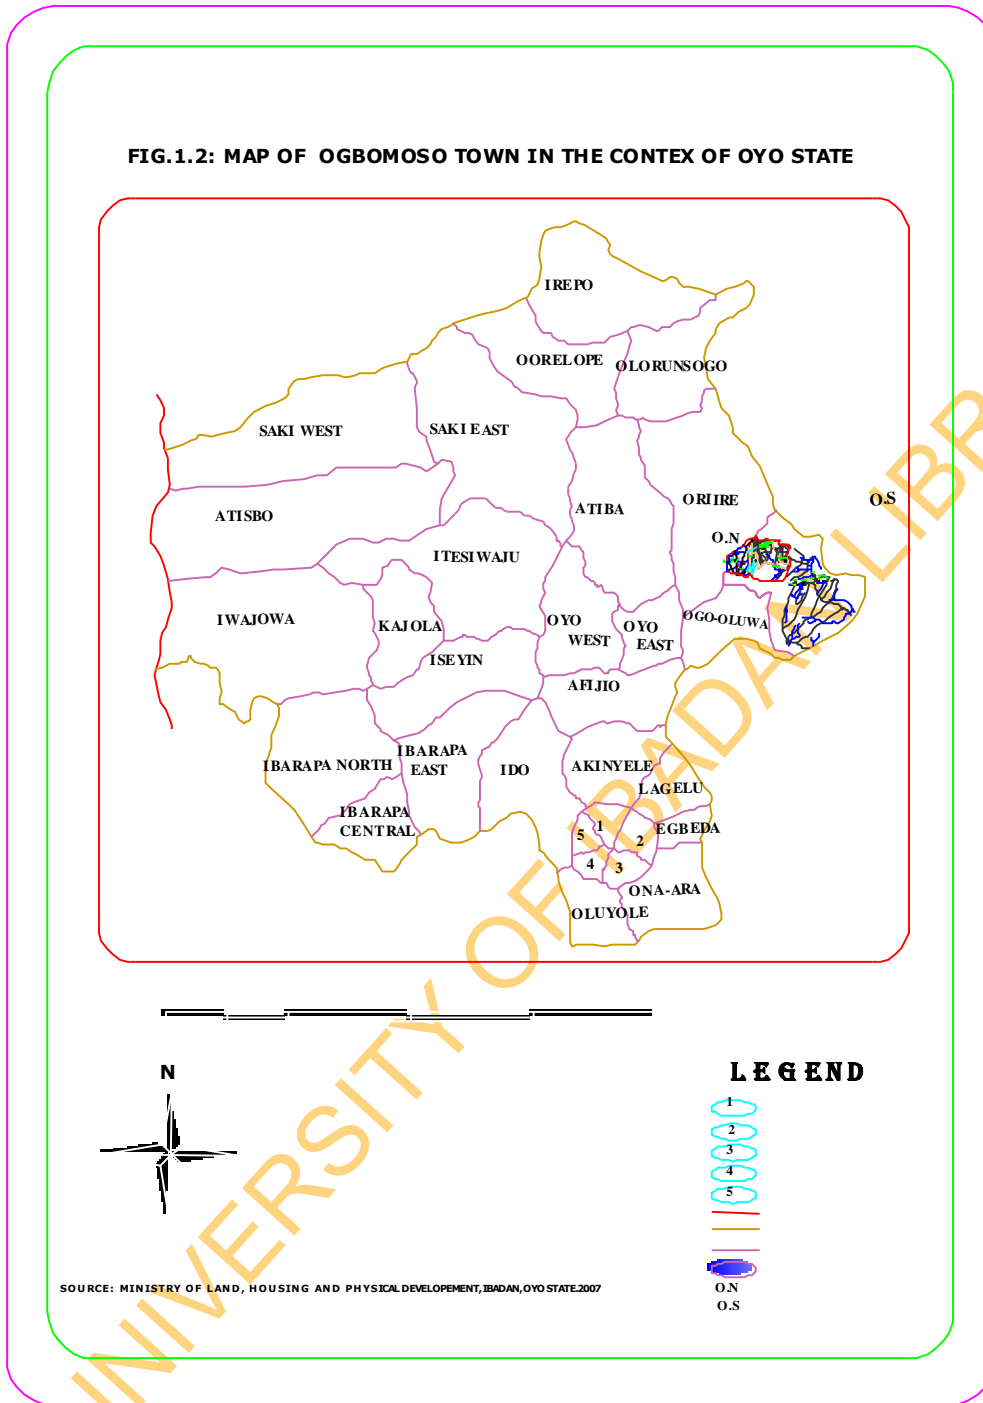 FIG.1.2: MAP OF OGBOMOSO TOWN IN THE CONTEX OF OYO STATE
IREPO
OORELOPE
OLORUNSOGO
SAKI WEST
SAKI EAST
ORIIRE
O.S
ATISBO
ATIBA
O.N
ITESIWAJU
IWAJOWA
KAJOLA
OYO
WEST
OYO
EAST
OGO-OLUWA
ISEYIN
AFIJIO
IBARAPA NORTH
IBARAPA
EAST
IDO
AKINYELE
LAGELU
IBARAPA
CENTRAL
5
1
2
EGBEDA
4
3
ONA-ARA
OLUYOLE
N
LEGEND
1
2
3
4
5
O.N
O.S
SOURCE: MINISTRY OF LAND, HOUSING AND PHYSICAL DEVELOPEMENT, IBADAN, OYO STATE.2007
UNIVERSITY OF IBADAN LIBR